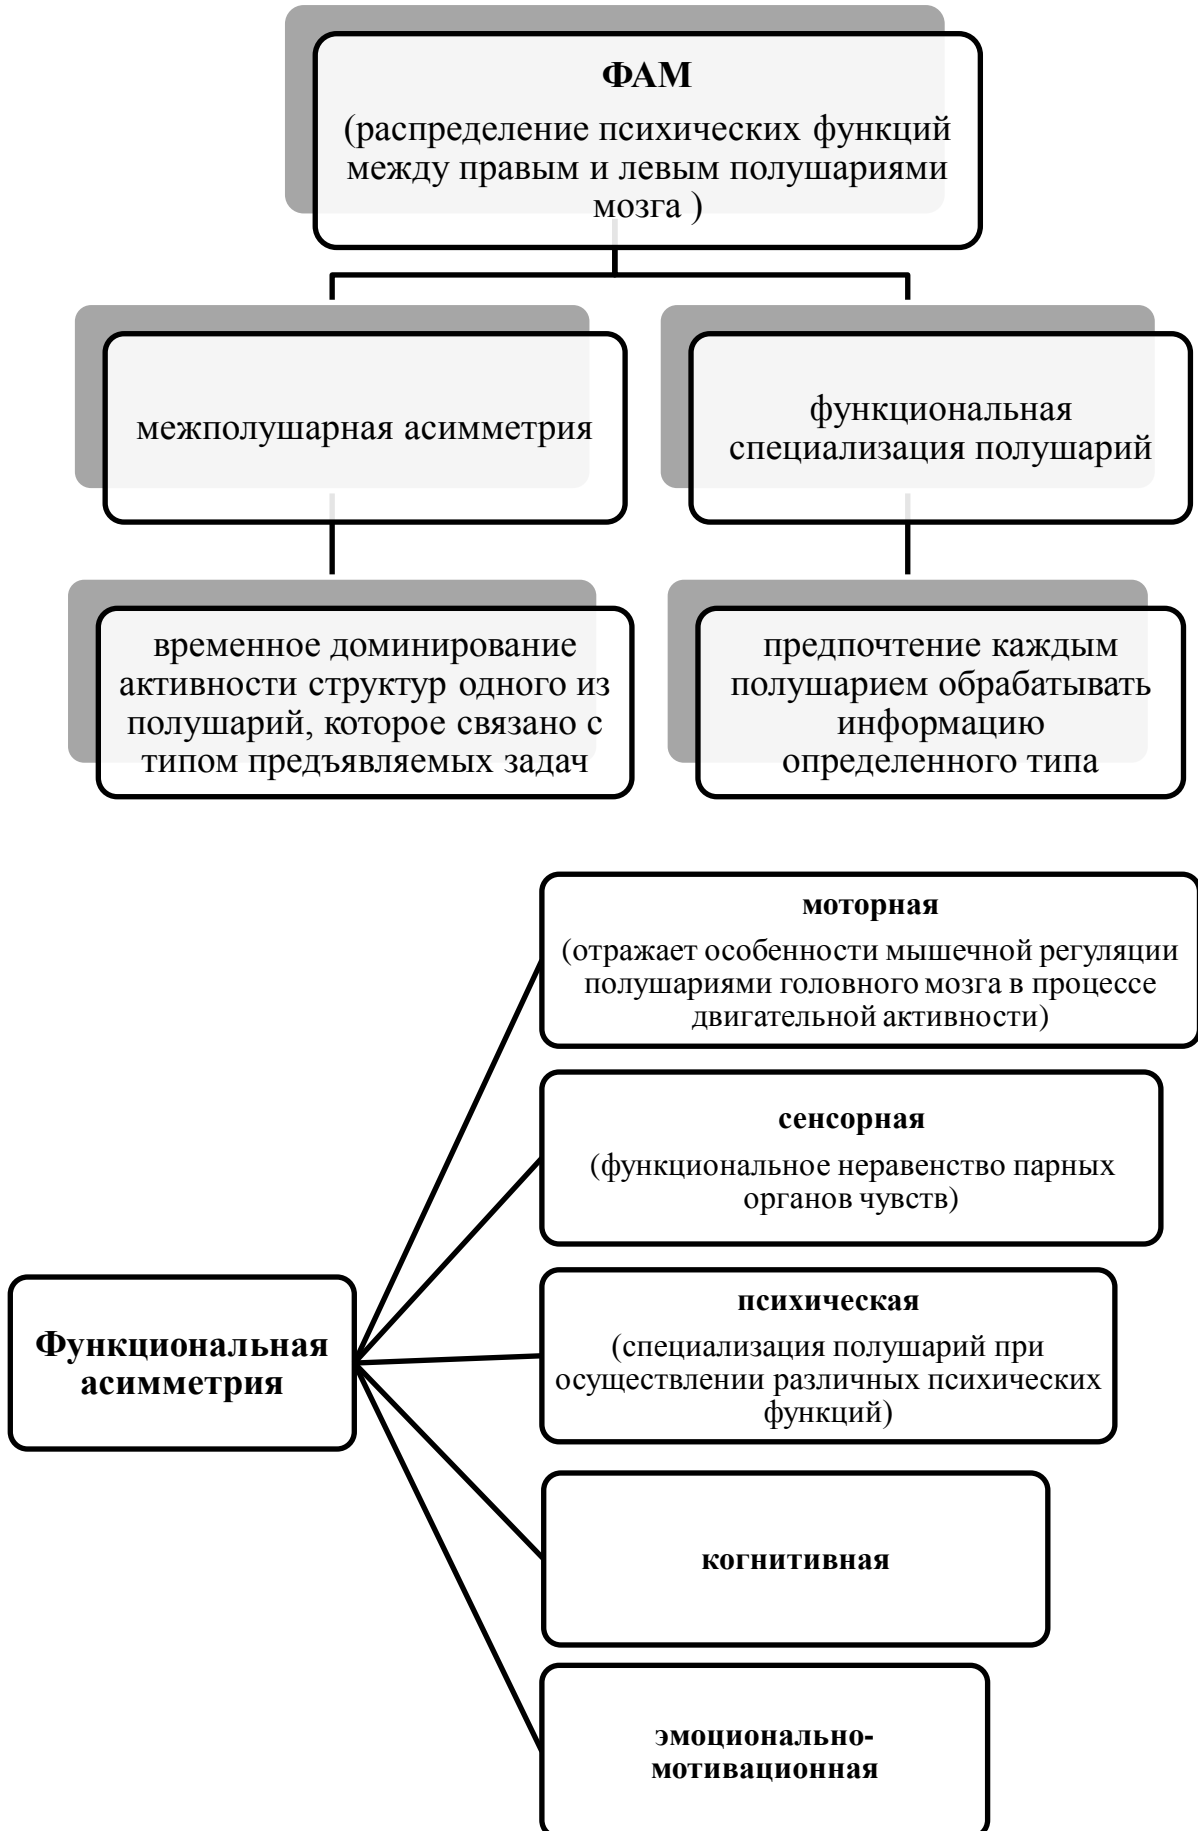 ФАМ
(распределение психических функций
между правым и левым полушариями
мозга )
межполушарная асимметрия
функциональная
специализация полушарий
временное доминирование
активности структур одного из
полушарий, которое связано с
типом предъявляемых задач
предпочтение каждым
полушарием обрабатывать
информацию
определенного типа
Функциональная
асимметрия
моторная
(отражает особенности мышечной регуляции
полушариями головного мозга в процессе
двигательной активности)
сенсорная
(функциональное неравенство парных
органов чувств)
психическая
(специализация полушарий при
осуществлении различных психических
функций)
когнитивная
эмоционально-
мотивационная